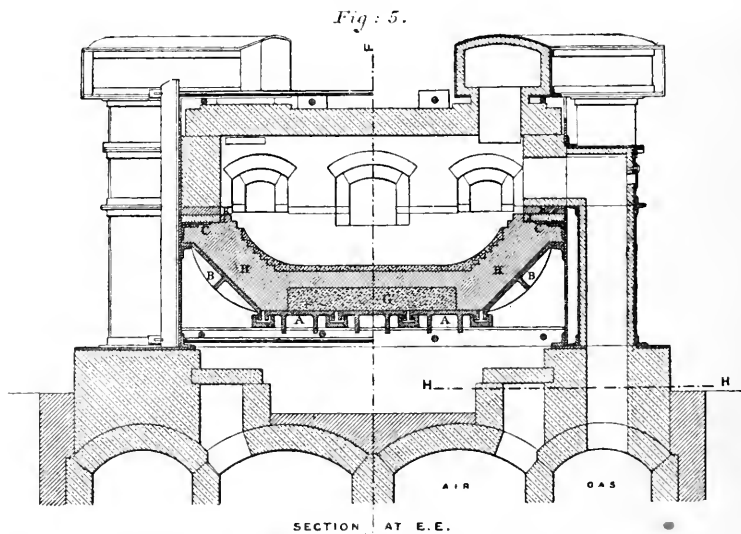 Fig: 5.
F
C C
B H H B
G
A A
H H
AIR GAS
SECTION AT E.E.